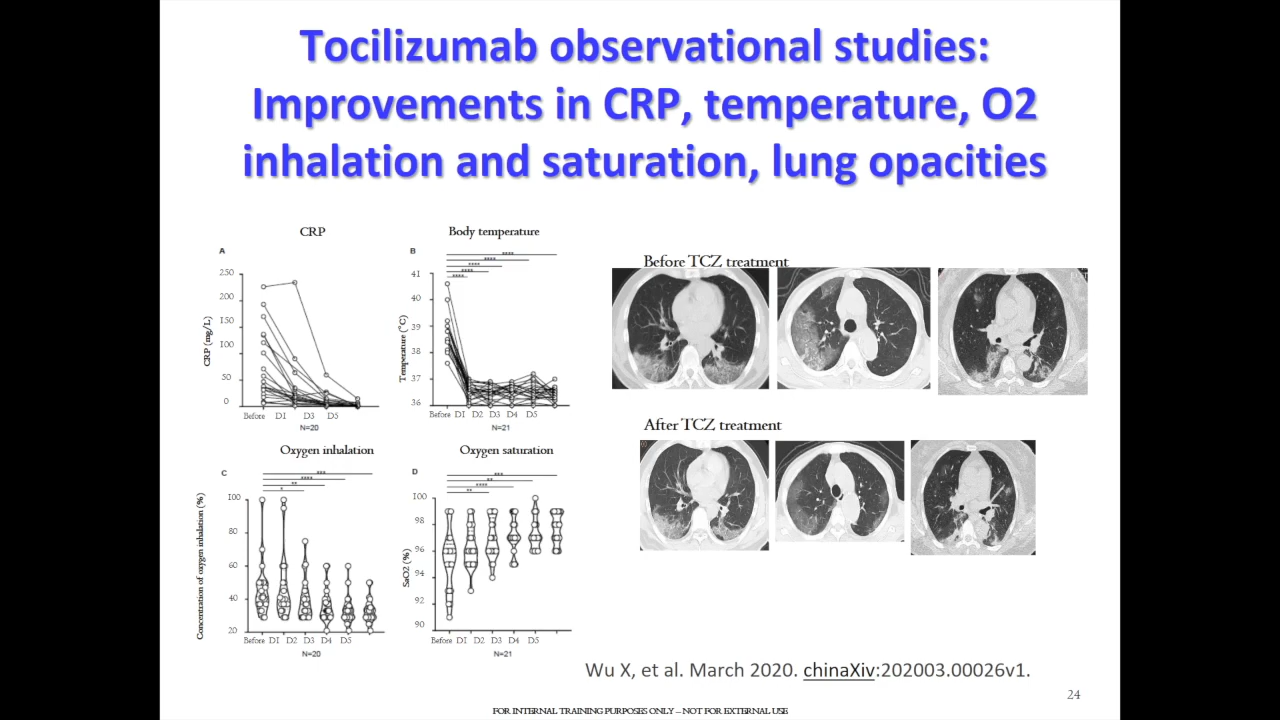 Tocilizumab observational studies:
Improvements in CRP, temperature, O2
inhalation and saturation, lung opacities
CRP
A
250
200
150
100
50
0
CRP (mg/L)
Before D1 D3 D5
N=20
Body temperature
B
****
****
****
****
****
41
40
39
38
37
36
Temperature (°C)
Before D1 D2 D3 D4 D5
N=21
Before TCZ treatment
After TCZ treatment
Oxygen inhalation
C
***
****
**
*
100
80
60
40
20
Concentration of oxygen inhalation (%)
Before D1 D2 D3 D4 D5
N=20
Oxygen saturation
D
***
**
****
**
100
96
94
92
90
SaO2 (%)
Before D1 D2 D3 D4 D5
N=21
Wu X, et al. March 2020. chinaXiv:202003.00026v1.
24
FOR INTERNAL TRAINING PURPOSES ONLY – NOT FOR EXTERNAL USE